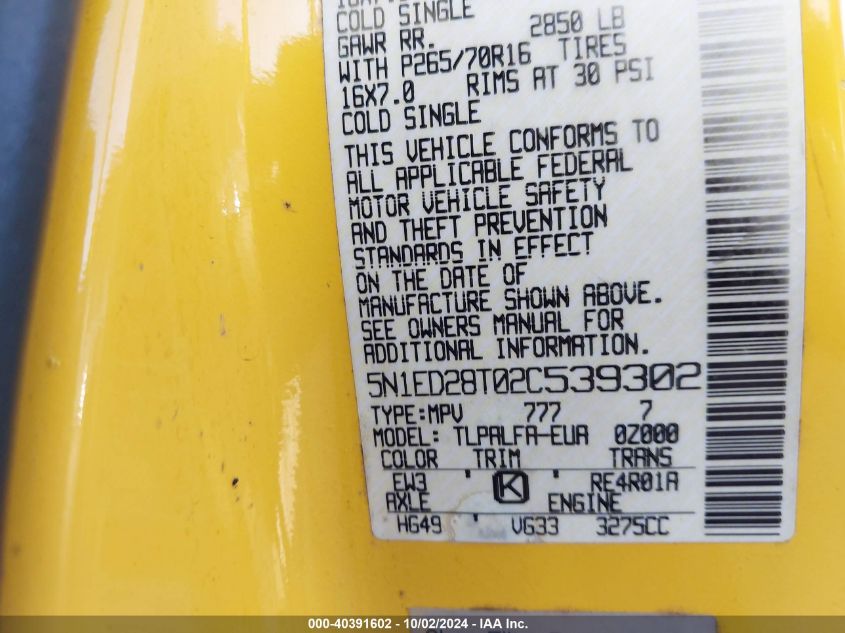 COLD SINGLE
GAWR RR. 2850 LB
WITH P265/70R16 TIRES
16X7.0 RIMS AT 30 PSI
COLD SINGLE
THIS VEHICLE CONFORMS TO
ALL APPLICABLE FEDERAL
MOTOR VEHICLE SAFETY
AND THEFT PREVENTION
STANDARDS IN EFFECT
ON THE DATE OF
MANUFACTURE SHOWN ABOVE.
SEE OWNERS MANUAL FOR
ADDITIONAL INFORMATION.
5N1ED28T02C539302
TYPE:MPV 777 7
MODEL: TLPALFA-EUA 0Z000
COLOR TRIM TRANS
EW3 K RE4R01A
AXLE ENGINE
HG49 VG33 3275CC
000-40391602 - 10/02/2024 - IAA Inc.